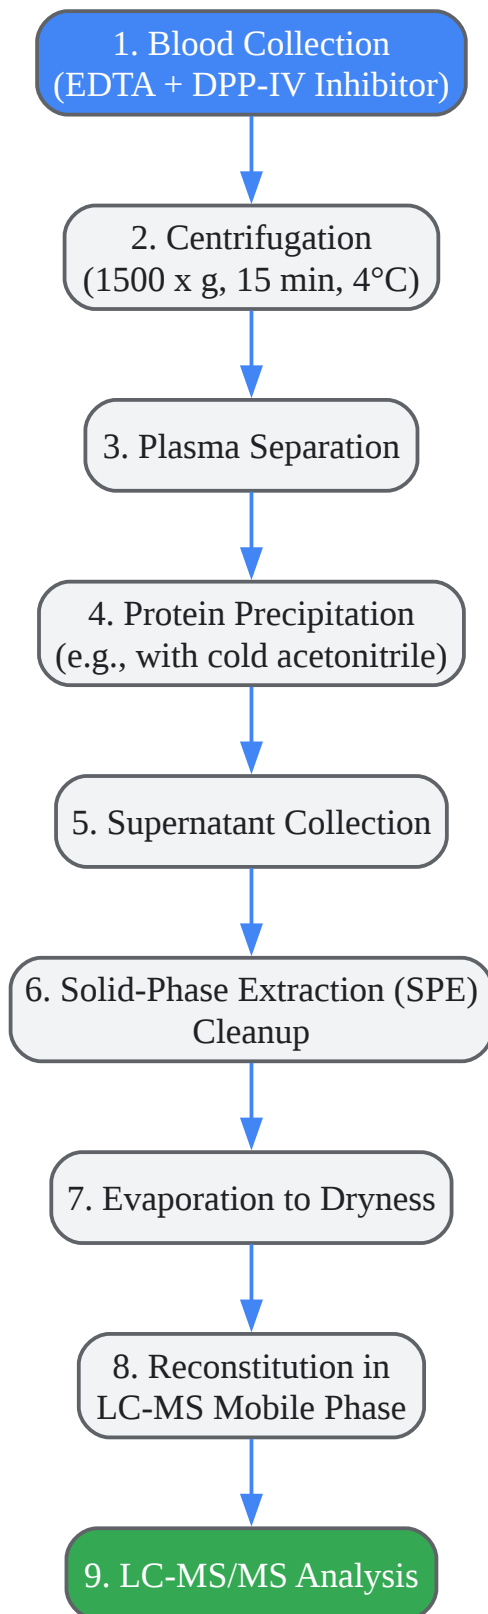 1. Blood Collection
(EDTA + DPP-IV Inhibitor)
2. Centrifugation
(1500 x g, 15 min, 4°C)
3. Plasma Separation
4. Protein Precipitation
(e.g., with cold acetonitrile)
5. Supernatant Collection
6. Solid-Phase Extraction (SPE)
Cleanup
7. Evaporation to Dryness
8. Reconstitution in
LC-MS Mobile Phase
9. LC-MS/MS Analysis